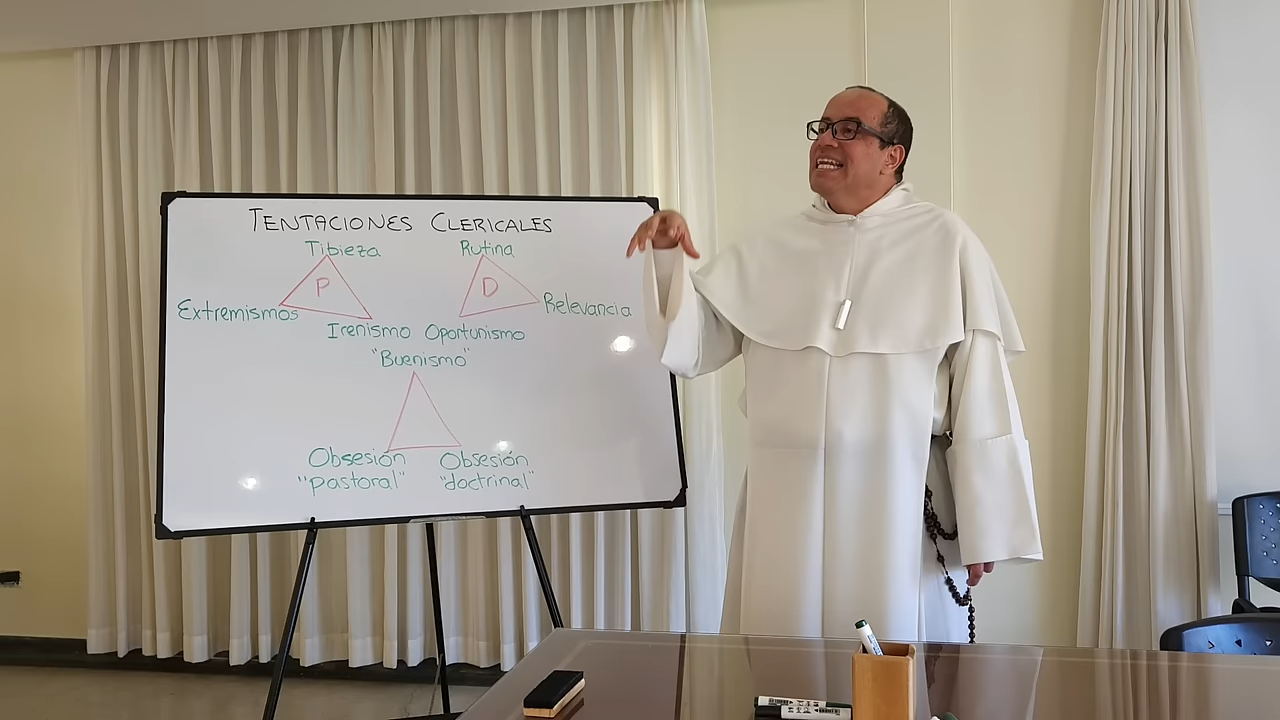 TENTACIONES CLERICALES
Tibieza Rutina
P D
Extremismos Relevancia
Irenismo Oportunismo
"Buenismo"
Obsesión Obsesión
"pastoral" "doctrinal"